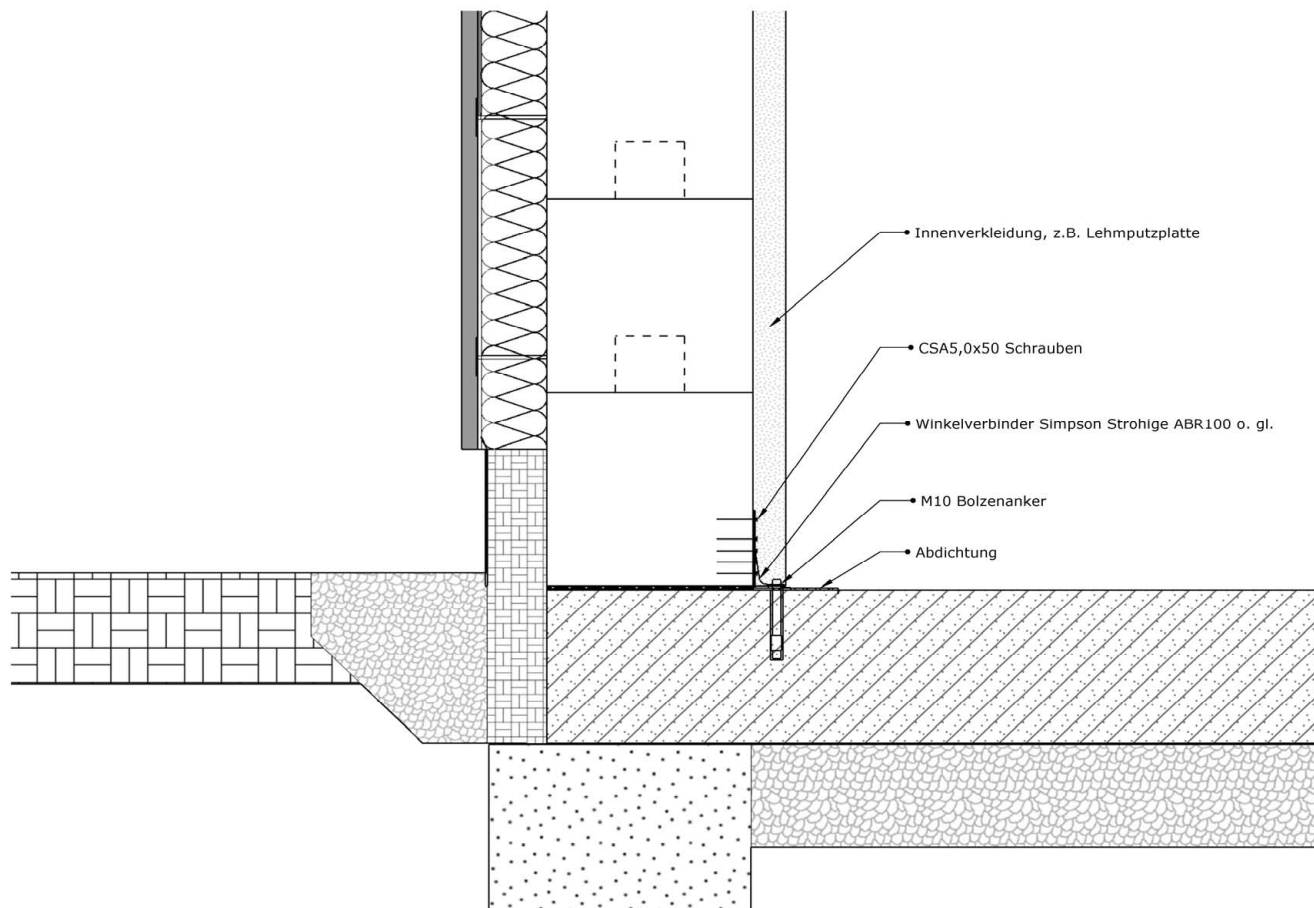 Innenverkleidung, z.B. Lehmputzplatte
CSA5,0x50 Schrauben
Winkelverbinder Simpson Strohige ABR100 o. gl.
M10 Bolzenanker
Abdichtung